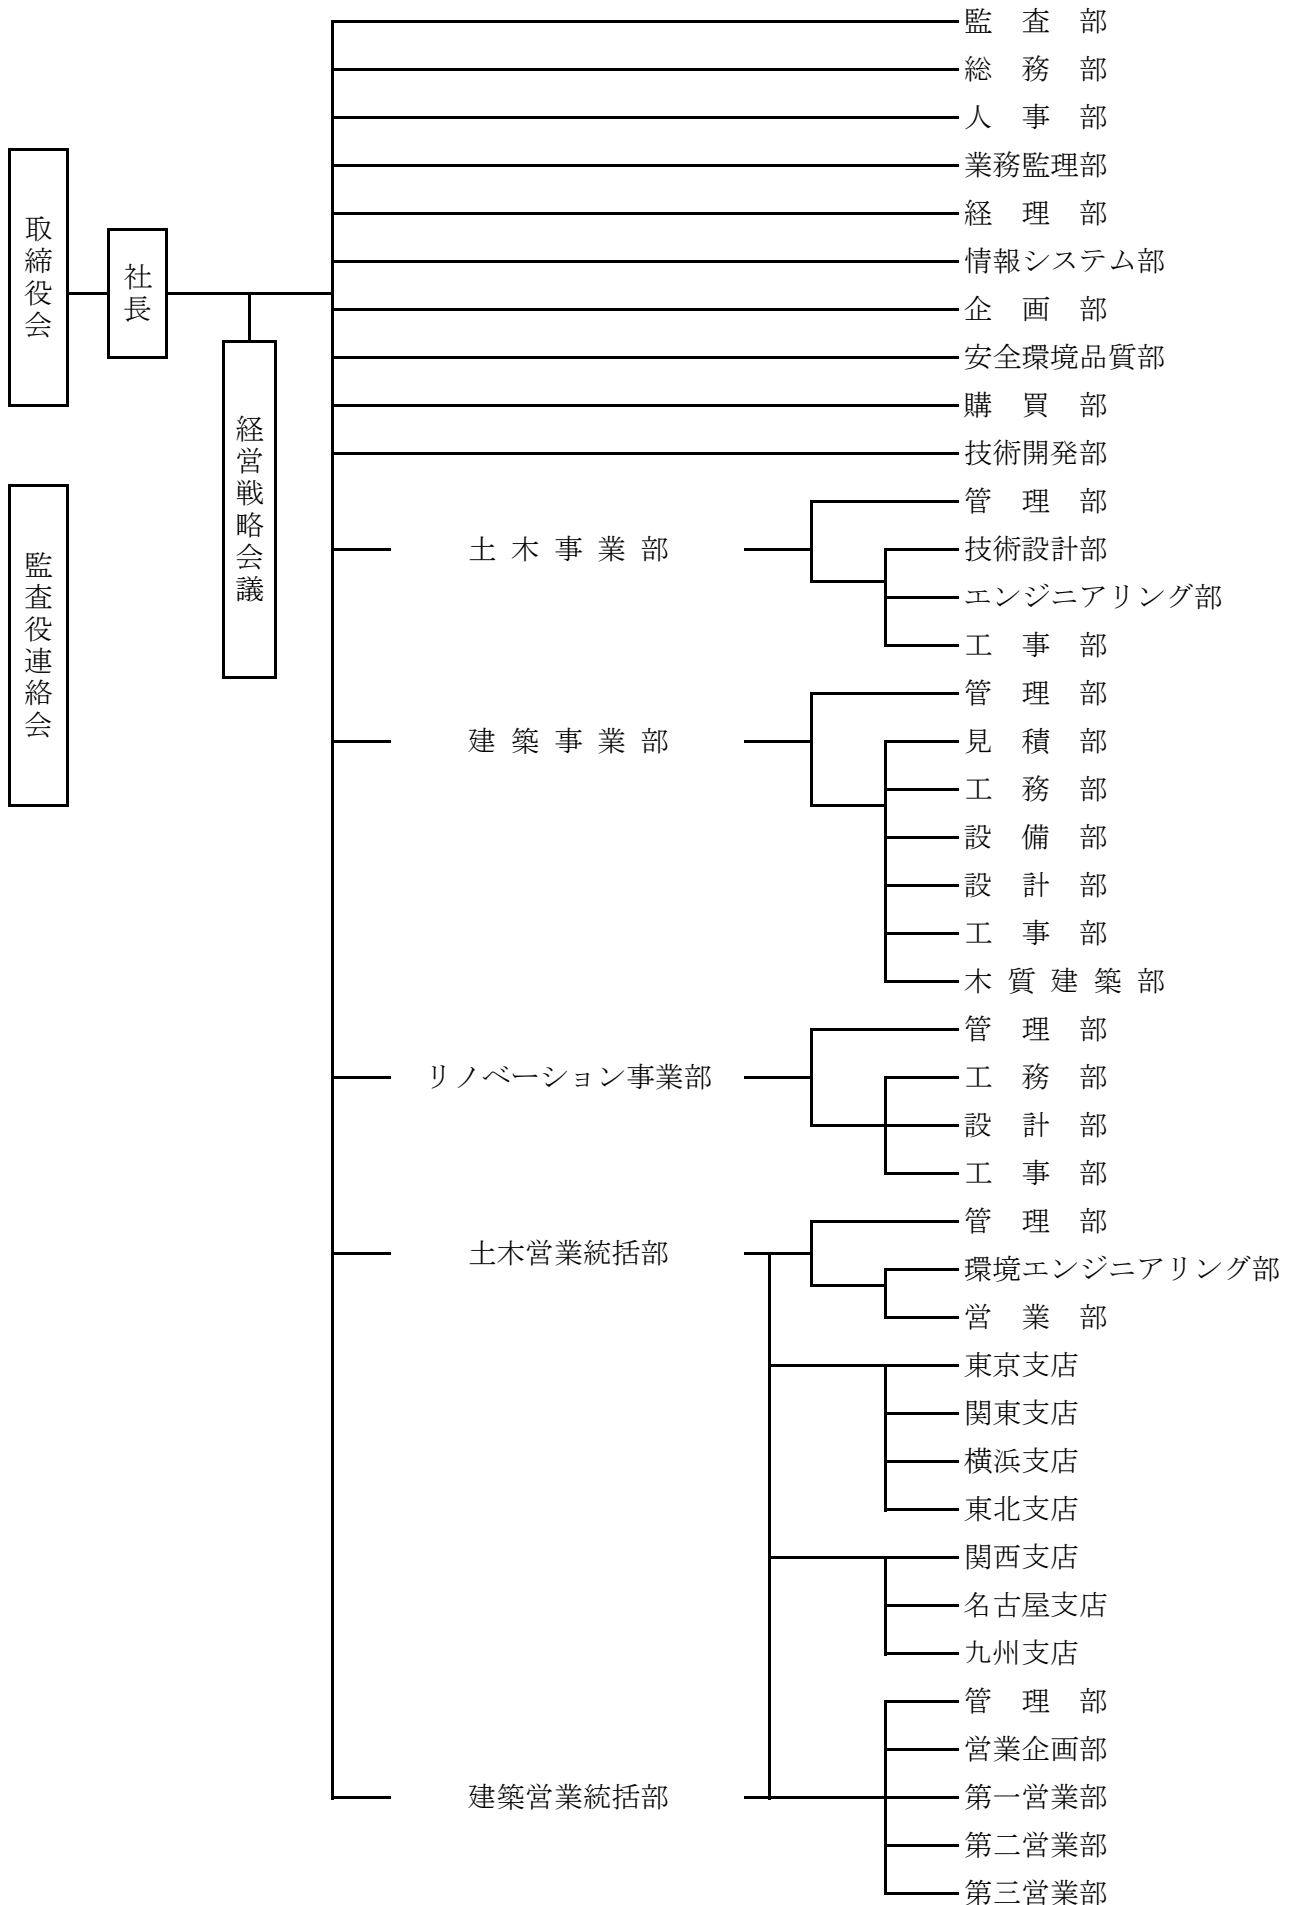 取締役会
監査役連絡会
社長
経営戦略会議
監　査　部
総　務　部
人　事　部
業務監理部
経　理　部
情報システム部
企　画　部
安全環境品質部
購　買　部
技術開発部
土 木 事 業 部
管　理　部
技術設計部
エンジニアリング部
工　事　部
建 築 事 業 部
管　理　部
見　積　部
工　務　部
設　備　部
設　計　部
工　事　部
木 質 建 築 部
リノベーション事業部
管　理　部
工　務　部
設　計　部
工　事　部
土木営業統括部
管　理　部
環境エンジニアリング部
営　業　部
東京支店
関東支店
横浜支店
東北支店
関西支店
名古屋支店
九州支店
建築営業統括部
管　理　部
営業企画部
第一営業部
第二営業部
第三営業部